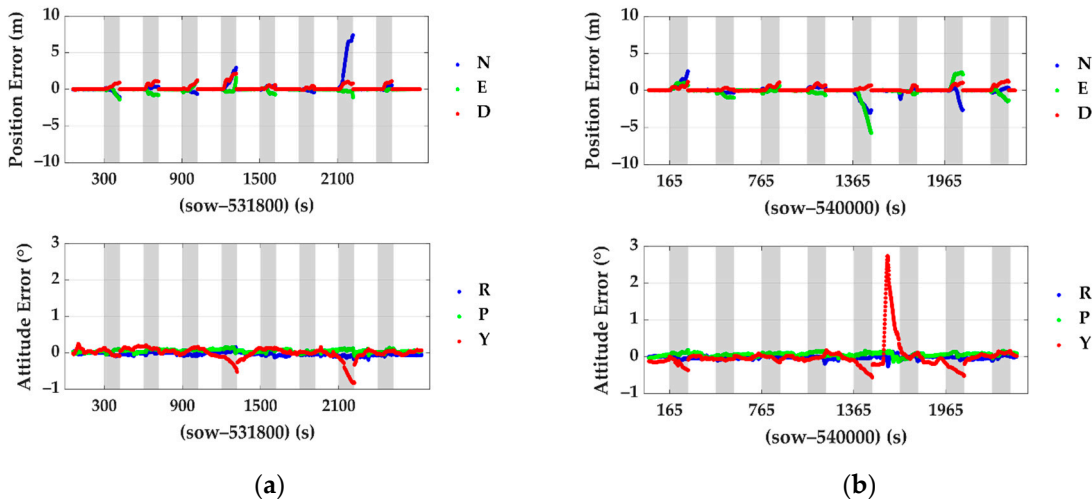 Position Error (m)
10
5
0
−5
−10
300 900 1500 2100
(sow−531800) (s)
N
E
D
Position Error (m)
10
5
0
−5
−10
165 765 1365 1965
(sow−540000) (s)
N
E
D
Attitude Error (°)
3
2
1
0
−1
300 900 1500 2100
(sow−531800) (s)
R
P
Y
Attitude Error (°)
3
2
1
0
−1
165 765 1365 1965
(sow−540000) (s)
R
P
Y
(a)
(b)